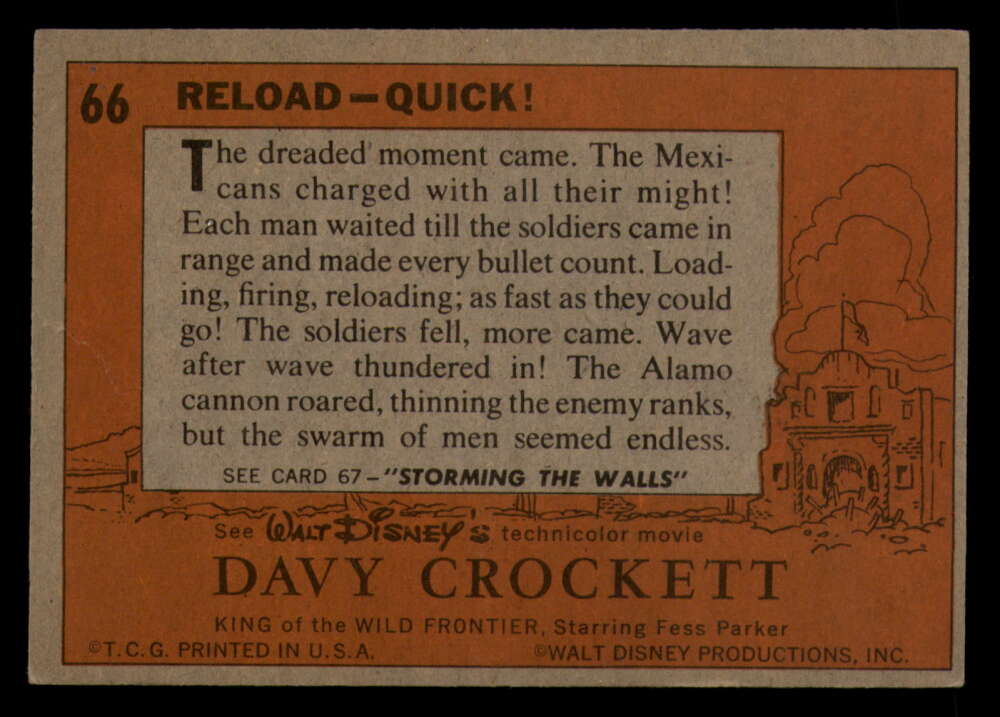 66 RELOAD—QUICK!
The dreaded moment came. The Mexi-
cans charged with all their might!
Each man waited till the soldiers came in
range and made every bullet count. Load-
ing, firing, reloading; as fast as they could
go! The soldiers fell, more came. Wave
after wave thundered in! The Alamo
cannon roared, thinning the enemy ranks,
but the swarm of men seemed endless.
SEE CARD 67—"STORMING THE WALLS"
See WALT DISNEY'S technicolor movie
DAVY CROCKETT
KING of the WILD FRONTIER, Starring Fess Parker
©T.C.G. PRINTED IN U.S.A. ©WALT DISNEY PRODUCTIONS, INC.